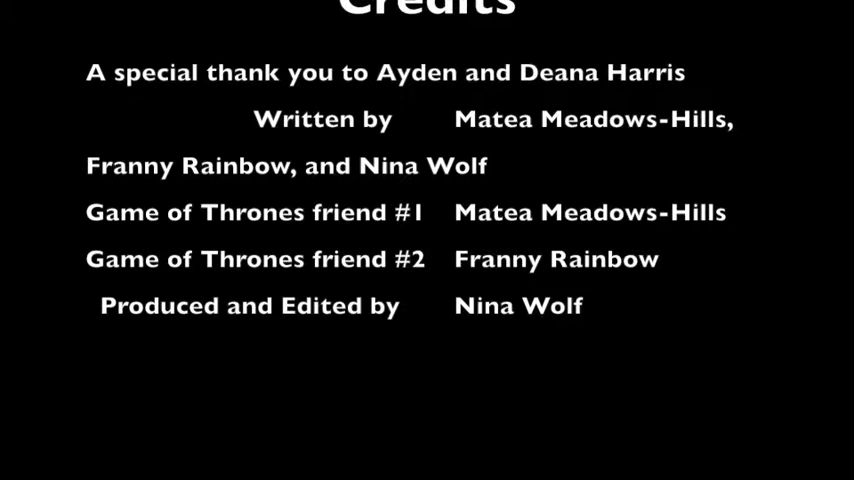 Credits
A special thank you to Ayden and Deana Harris
Written by Matea Meadows-Hills,
Franny Rainbow, and Nina Wolf
Game of Thrones friend #1 Matea Meadows-Hills
Game of Thrones friend #2 Franny Rainbow
Produced and Edited by Nina Wolf